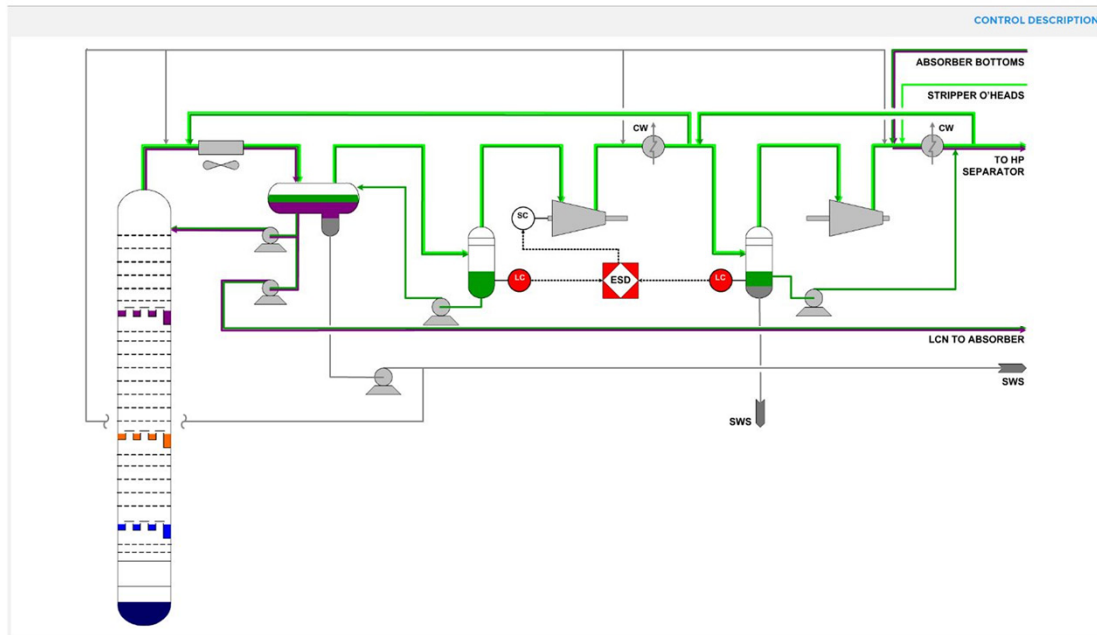 CONTROL DESCRIPTION
ABSORBER BOTTOMS
STRIPPER O'HEADS
CW
CW
TO HP
SEPARATOR
SC
LC
ESD
LC
LCN TO ABSORBER
SWS
SWS